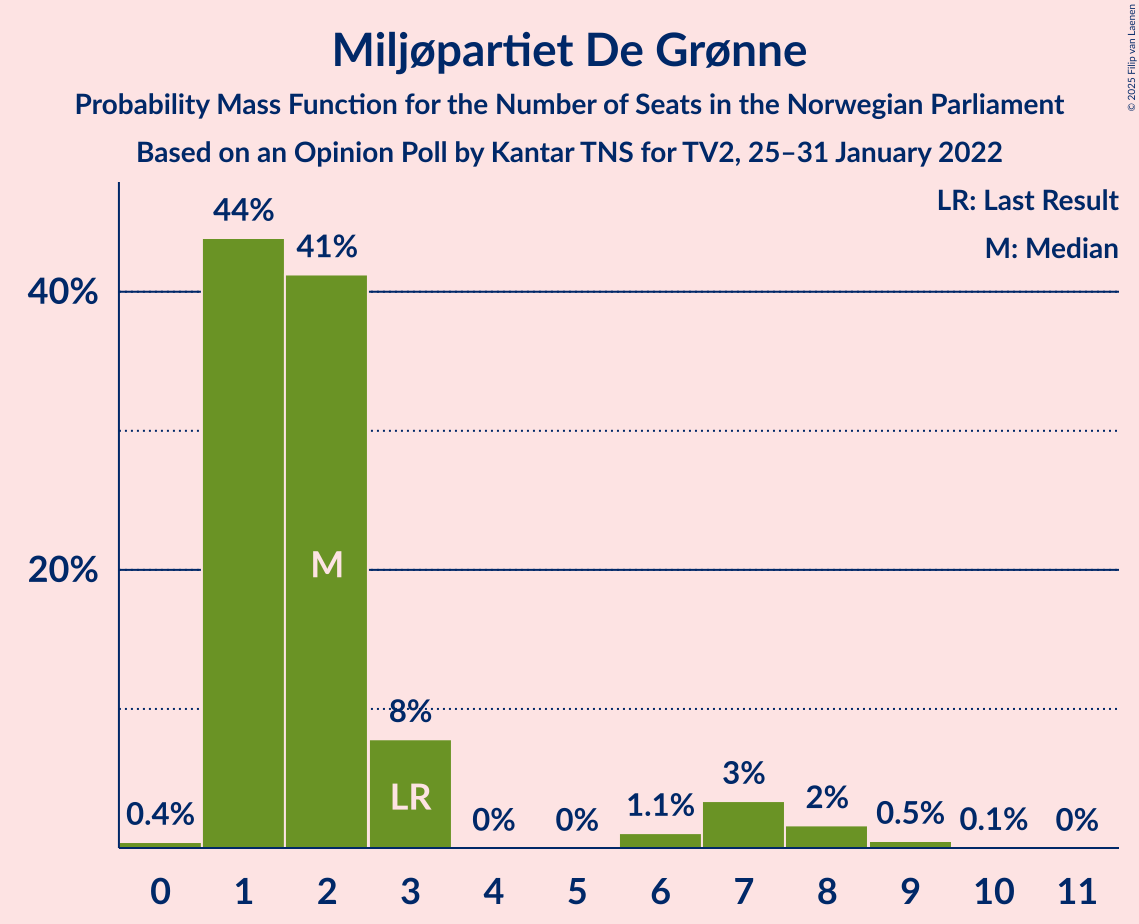 Miljøpartiet De Grønne
Probability Mass Function for the Number of Seats in the Norwegian Parliament
Based on an Opinion Poll by Kantar TNS for TV2, 25–31 January 2022
© 2025 Filip van Laenen
LR: Last Result
M: Median
40%
20%
0.4%
44%
41%
8%
0%
0%
1.1%
3%
2%
0.5%
0.1%
0%
M
LR
0 1 2 3 4 5 6 7 8 9 10 11